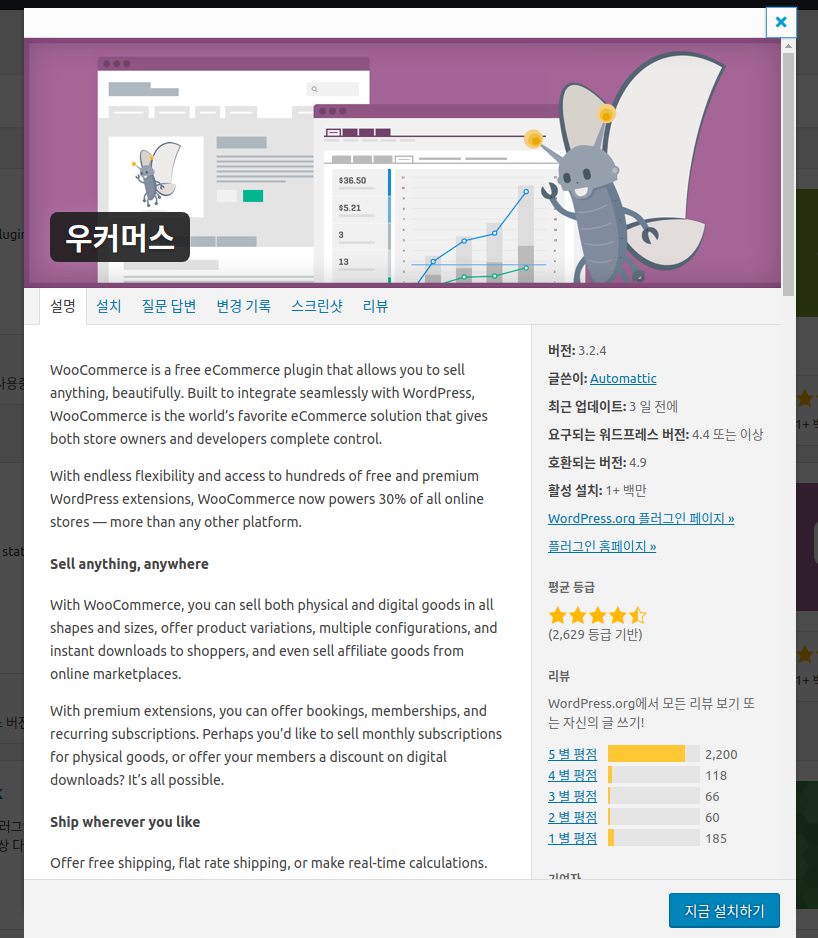 $36.50
$5.21
3
13
우커머스
설명 설치 질문 답변 변경 기록 스크린샷 리뷰
WooCommerce is a free eCommerce plugin that allows you to sell
anything, beautifully. Built to integrate seamlessly with WordPress,
WooCommerce is the world’s favorite eCommerce solution that gives
both store owners and developers complete control.
With endless flexibility and access to hundreds of free and premium
WordPress extensions, WooCommerce now powers 30% of all online
stores — more than any other platform.
Sell anything, anywhere
With WooCommerce, you can sell both physical and digital goods in all
shapes and sizes, offer product variations, multiple configurations, and
instant downloads to shoppers, and even sell affiliate goods from
online marketplaces.
With premium extensions, you can offer bookings, memberships, and
recurring subscriptions. Perhaps you’d like to sell monthly subscriptions
for physical goods, or offer your members a discount on digital
downloads? It’s all possible.
Ship wherever you like
Offer free shipping, flat rate shipping, or make real-time calculations.
버전: 3.2.4
글쓴이: Automattic
최근 업데이트: 3 일 전에
요구되는 워드프레스 버전: 4.4 또는 이상
호환되는 버전: 4.9
활성 설치: 1+ 백만
WordPress.org 플러그인 페이지 »
플러그인 홈페이지 »
평균 등급
(2,629 등급 기반)
리뷰
WordPress.org에서 모든 리뷰 보기 또
는 자신의 글 쓰기!
5 별 평점 2,200
4 별 평점 118
3 별 평점 66
2 별 평점 60
1 별 평점 185
지금 설치하기